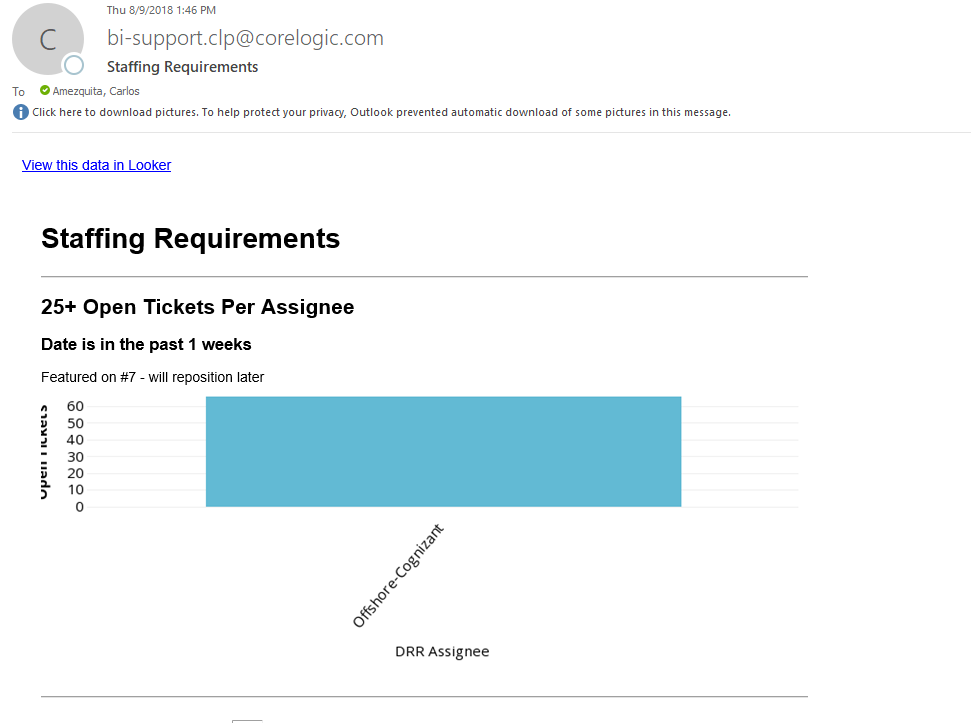 Thu 8/9/2018 1:46 PM
C
bi-support.clp@corelogic.com
Staffing Requirements
To Amezquita, Carlos
Click here to download pictures. To help protect your privacy, Outlook prevented automatic download of some pictures in this message.
View this data in Looker
Staffing Requirements
25+ Open Tickets Per Assignee
Date is in the past 1 weeks
Featured on #7 - will reposition later
Open Tickets
60
50
40
30
20
10
0
Offshore-Cognizant
DRR Assignee